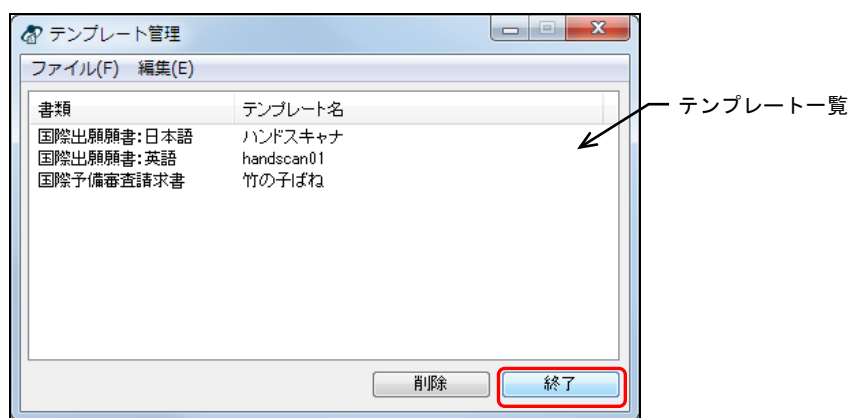 テンプレート管理
ファイル(F) 編集(E)
書類 テンプレート名
国際出願願書:日本語 ハンドスキャナ
国際出願願書:英語 handscan01
国際予備審査請求書 竹の子ばね
テンプレート一覧
削除 終了